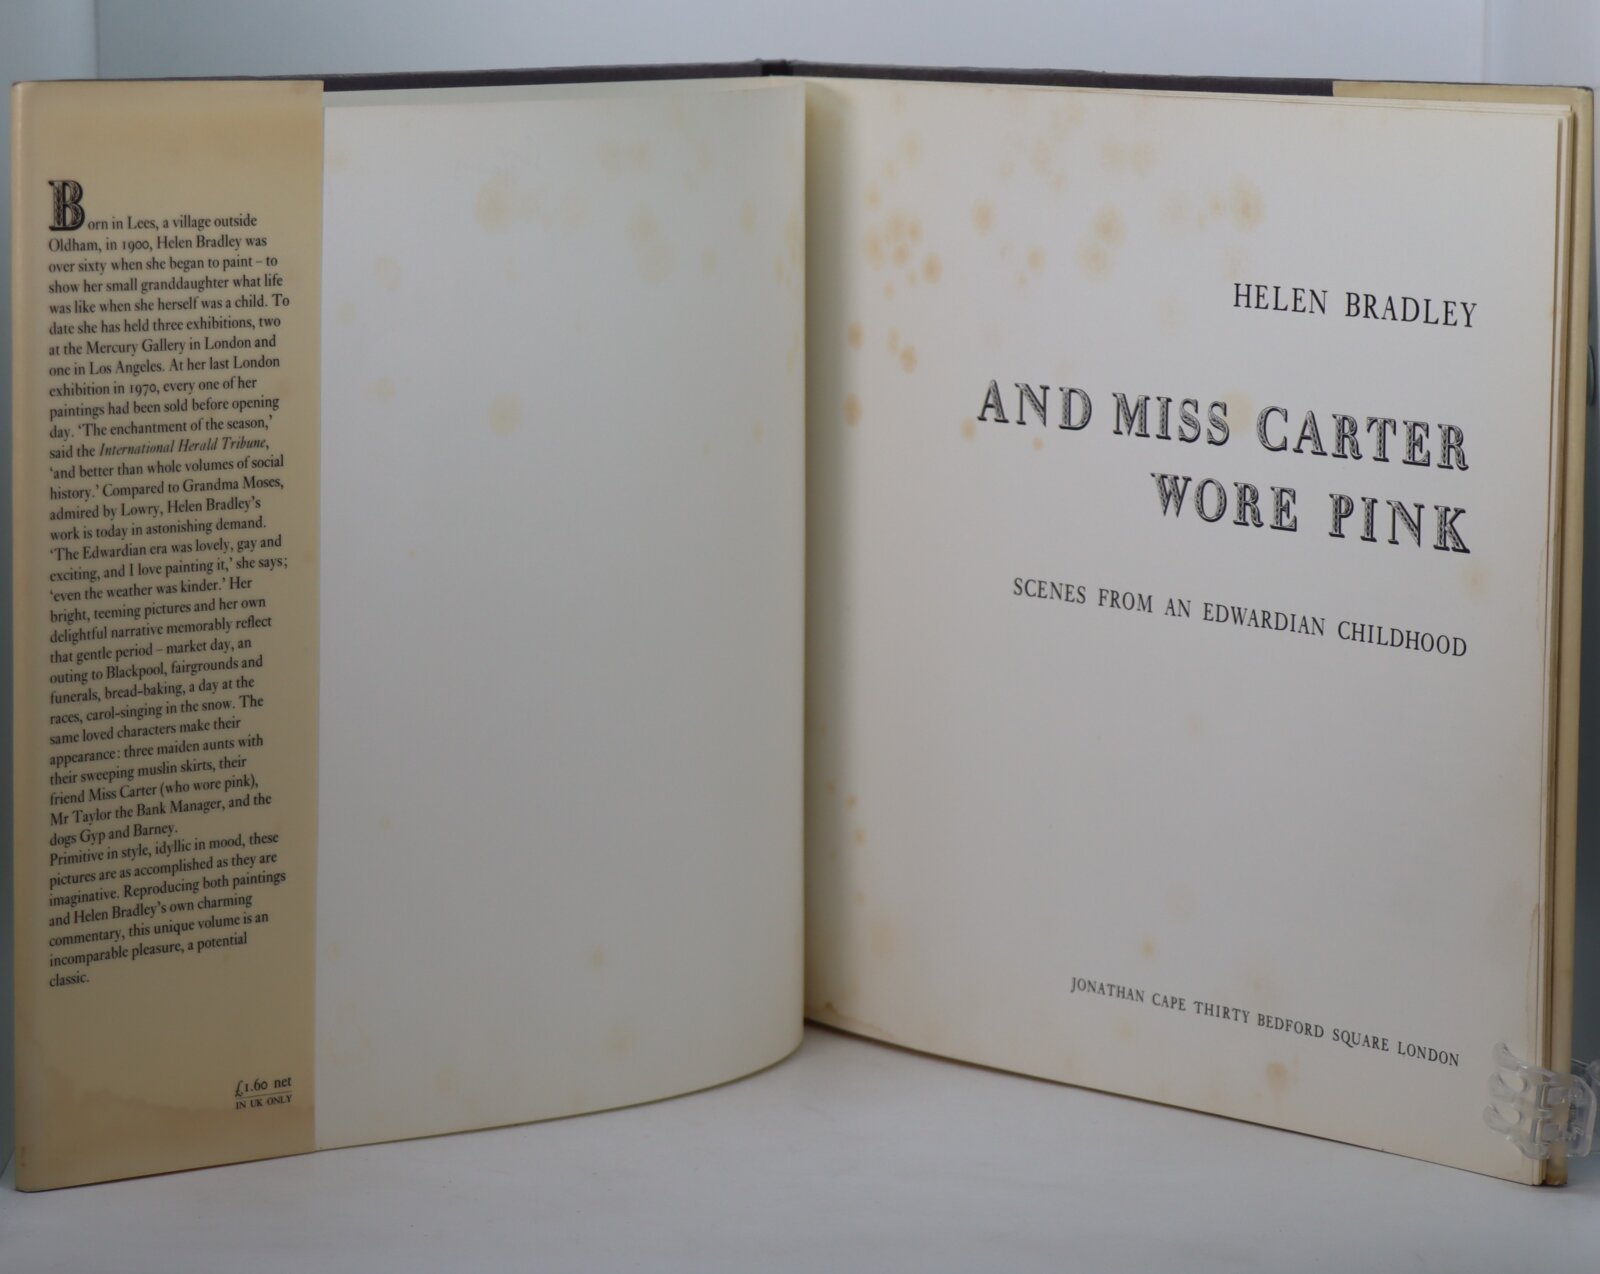 Born in Lees, a village outside
Oldham, in 1900, Helen Bradley was
over sixty when she began to paint – to
show her small granddaughter what life
was like when she herself was a child. To
date she has held three exhibitions, two
at the Mercury Gallery in London and
one in Los Angeles. At her last London
exhibition in 1970, every one of her
paintings had been sold before opening
day. ‘The enchantment of the season,’
said the International Herald Tribune,
‘and better than whole volumes of social
history.’ Compared to Grandma Moses,
admired by Lowry, Helen Bradley’s
work is today in astonishing demand.
‘The Edwardian era was lovely, gay and
exciting, and I love painting it,’ she says;
‘even the weather was kinder.’ Her
bright, teeming pictures and her own
delightful narrative memorably reflect
that gentle period – market day, an
outing to Blackpool, fairgrounds and
funerals, bread-baking, a day at the
races, carol-singing in the snow. The
same loved characters make their
appearance: three maiden aunts with
their sweeping muslin skirts, their
friend Miss Carter (who wore pink),
Mr Taylor the Bank Manager, and the
dogs Gyp and Barney.
Primitive in style, idyllic in mood, these
pictures are as accomplished as they are
imaginative. Reproducing both paintings
and Helen Bradley’s own charming
commentary, this unique volume is an
incomparable pleasure, a potential
classic.
£1.60 net
IN UK ONLY
HELEN BRADLEY
AND MISS CARTER
WORE PINK
SCENES FROM AN EDWARDIAN CHILDHOOD
JONATHAN CAPE THIRTY BEDFORD SQUARE LONDON